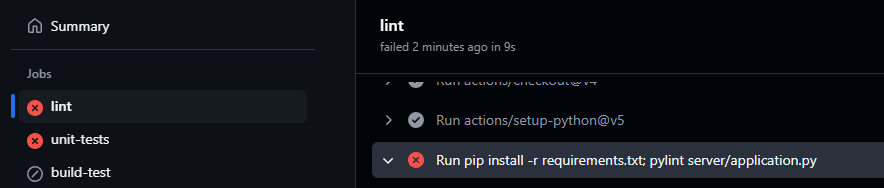 Summary
Jobs
lint
unit-tests
build-test
lint
failed 2 minutes ago in 9s
Run actions/checkout@v4
Run actions/setup-python@v5
Run pip install -r requirements.txt; pylint server/application.py